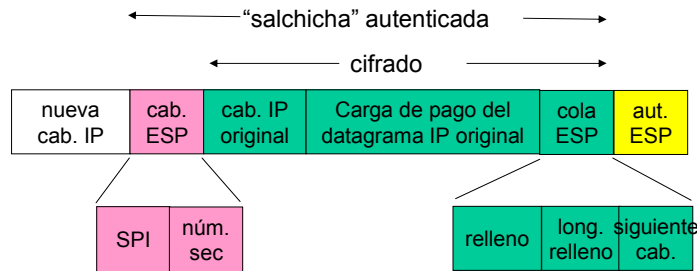 “salchicha” autenticada
cifrado
nueva
cab. IP
cab.
ESP
cab. IP
original
Carga de pago del
datagrama IP original
cola
ESP
aut.
ESP
SPI
núm.
sec
relleno
long.
relleno
siguiente
cab.